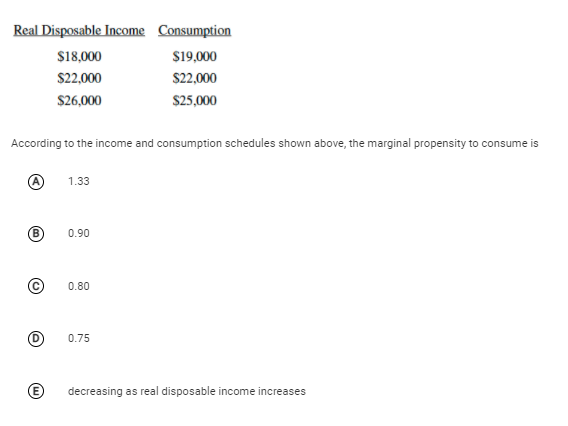 Real Disposable Income Consumption
$18,000 $19,000
$22,000 $22,000
$26,000 $25,000
According to the income and consumption schedules shown above, the marginal propensity to consume is
A 1.33
B 0.90
C 0.80
D 0.75
E decreasing as real disposable income increases